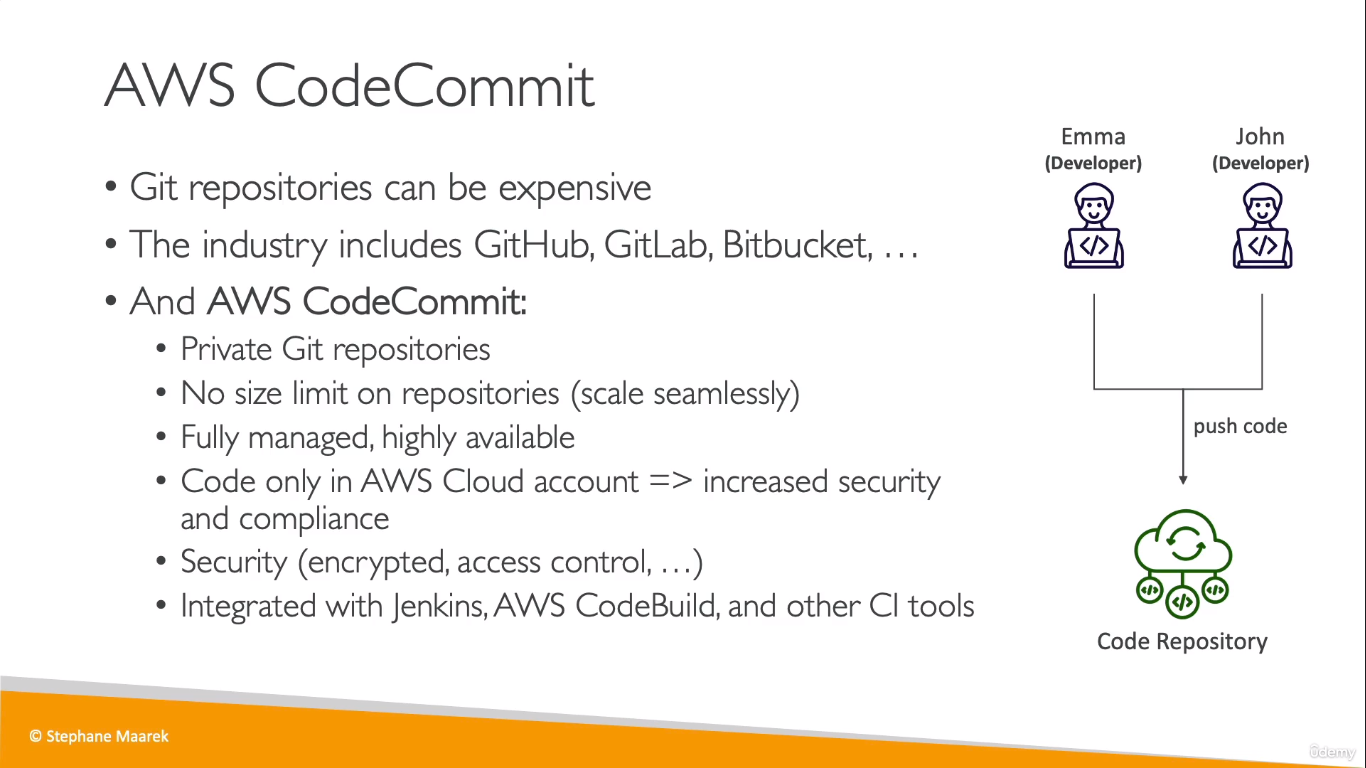 AWS CodeCommit
• Git repositories can be expensive
• The industry includes GitHub, GitLab, Bitbucket, …
• And AWS CodeCommit:
• Private Git repositories
• No size limit on repositories (scale seamlessly)
• Fully managed, highly available
• Code only in AWS Cloud account => increased security
and compliance
• Security (encrypted, access control, …)
• Integrated with Jenkins, AWS CodeBuild, and other CI tools
Emma
(Developer)
John
(Developer)
</>
</>
push code
</>
</>
</>
Code Repository
© Stephane Maarek
ûdemy